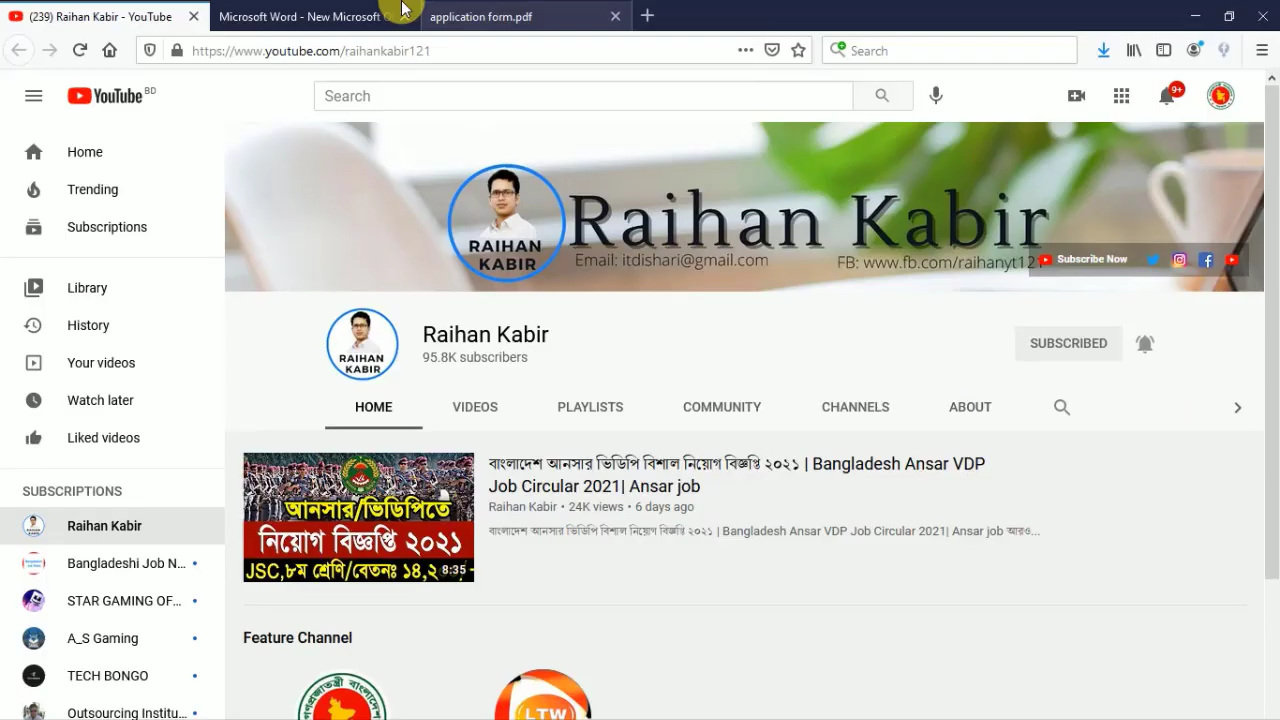 (239) Raihan Kabir - YouTube
Microsoft Word - New Microsoft
application form.pdf
https://www.youtube.com/raihankabir121
Search
YouTube BD
Search
9+
Home
Trending
Subscriptions
Library
History
Your videos
Watch later
Liked videos
SUBSCRIPTIONS
Raihan Kabir
Bangladeshi Job N...
STAR GAMING OF...
A_S Gaming
TECH BONGO
Outsourcing Institu...
RAIHAN
KABIR
Raihan Kabir
Email: itdishari@gmail.com
FB: www.fb.com/raihanyt121
Subscribe Now
RAIHAN
KABIR
Raihan Kabir
95.8K subscribers
SUBSCRIBED
HOME
VIDEOS
PLAYLISTS
COMMUNITY
CHANNELS
ABOUT
আনসার/ভিডিপিতে
নিয়োগ বিজ্ঞপ্তি ২০২১
JSC,৮ম শ্রেণি/বেতনঃ ১৪,২
8:35
বাংলাদেশ আনসার ভিডিপি বিশাল নিয়োগ বিজ্ঞপ্তি ২০২১ | Bangladesh Ansar VDP
Job Circular 2021| Ansar job
Raihan Kabir • 24K views • 6 days ago
বাংলাদেশ আনসার ভিডিপি বিশাল নিয়োগ বিজ্ঞপ্তি ২০২১ | Bangladesh Ansar VDP Job Circular 2021| Ansar job আরও...
Feature Channel
LTW